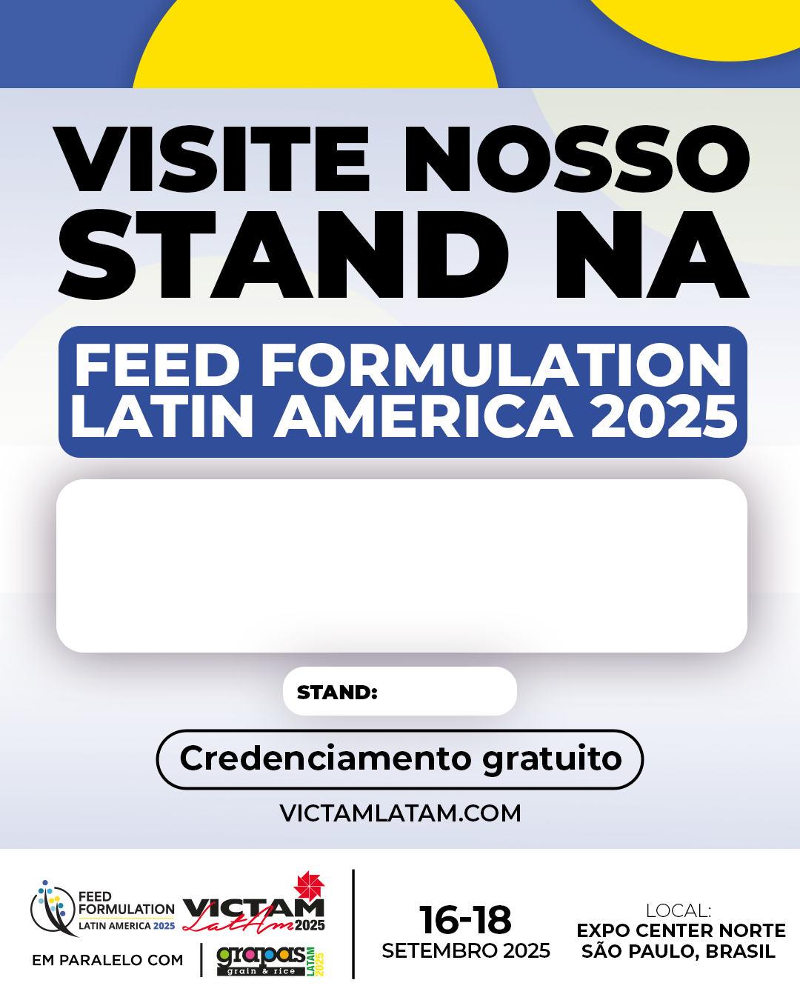 VISITE NOSSO
STAND NA
FEED FORMULATION
LATIN AMERICA 2025
STAND:
Credenciamento gratuito
VICTAMLATAM.COM
FEED
FORMULATION
LATIN AMERICA 2025
VICTAM
LatAm 2025
EM PARALELO COM
grapas
grain & rice
LATAM
2025
16-18
SETEMBRO 2025
LOCAL:
EXPO CENTER NORTE
SÃO PAULO, BRASIL